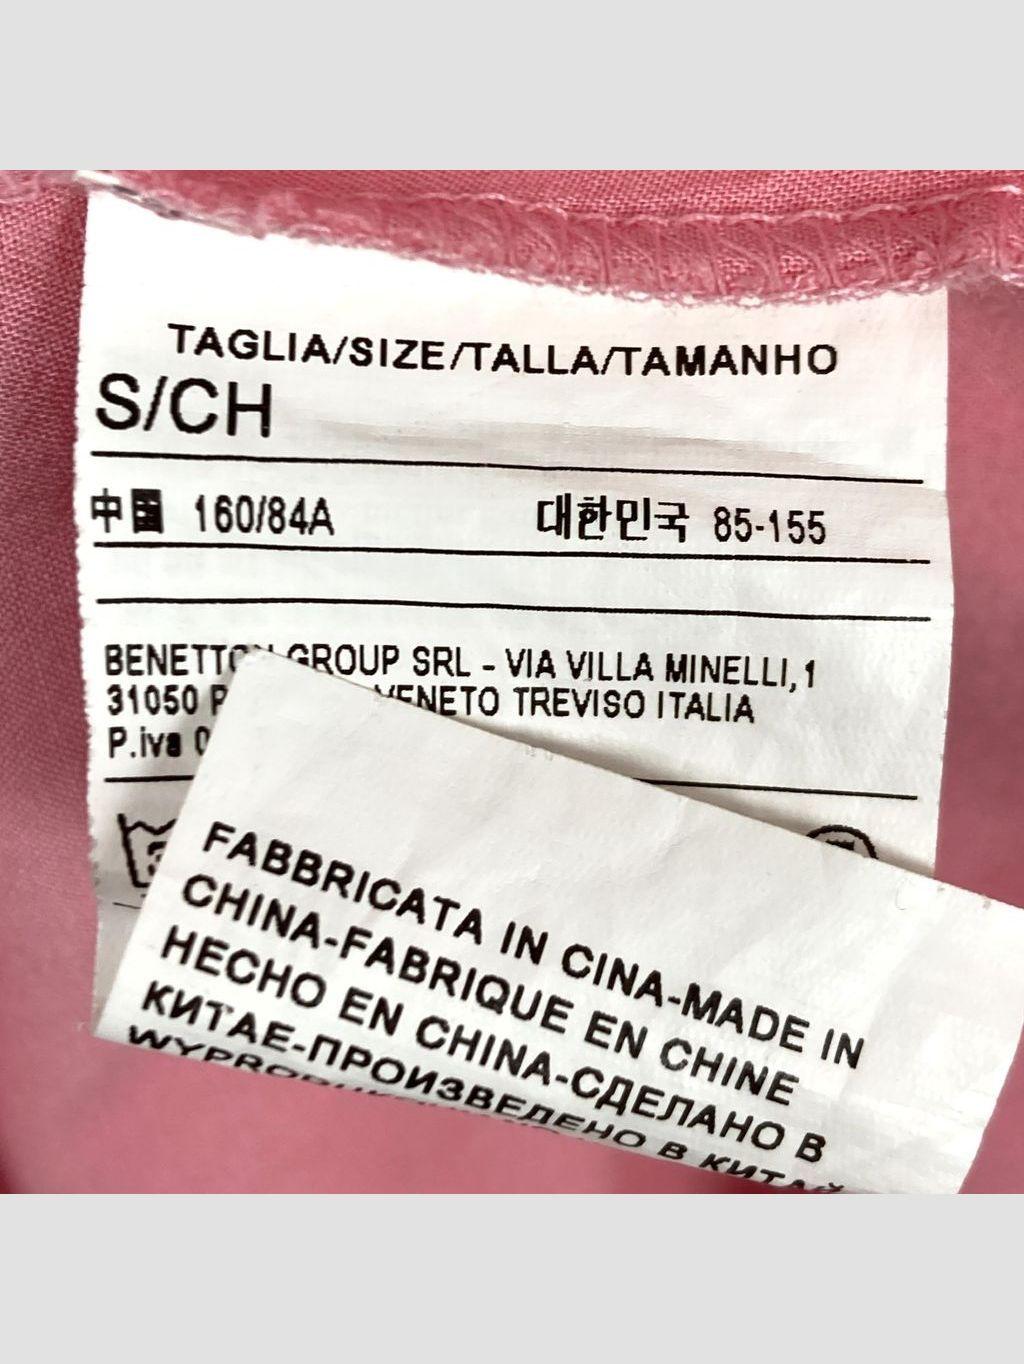 TAGLIA/SIZE/TALLA/TAMANHO
S/CH
中国 160/84A 대한민국 85-155
GROUP SRL - VIA VILLA MINELLI, 1
31050 VENETO TREVISO ITALIA
P.iva
FABBRICATA IN CINA-MADE IN
CHINA-FABRIQUE EN CHINE
HECHO EN CHINA-СДЕЛАНО В
КИТАЕ-ПРОИЗВЕДЕНО В КИТАЙ